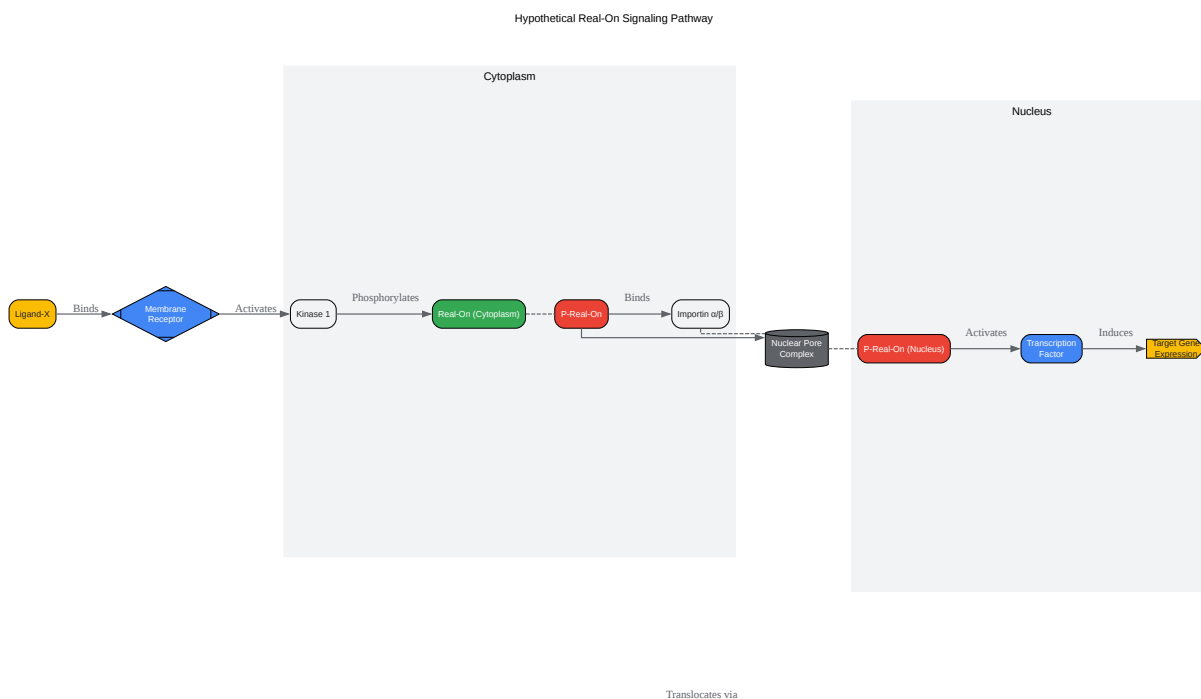 Hypothetical Real-On Signaling Pathway
Cytoplasm
Nucleus
Ligand-X
Binds
Membrane
Receptor
Activates
Kinase 1
Phosphorylates
Real-On (Cytoplasm)
P-Real-On
Binds
Importin α/β
Nuclear Pore
Complex
P-Real-On (Nucleus)
Activates
Transcription
Factor
Induces
Target Gene
Expression
Translocates via